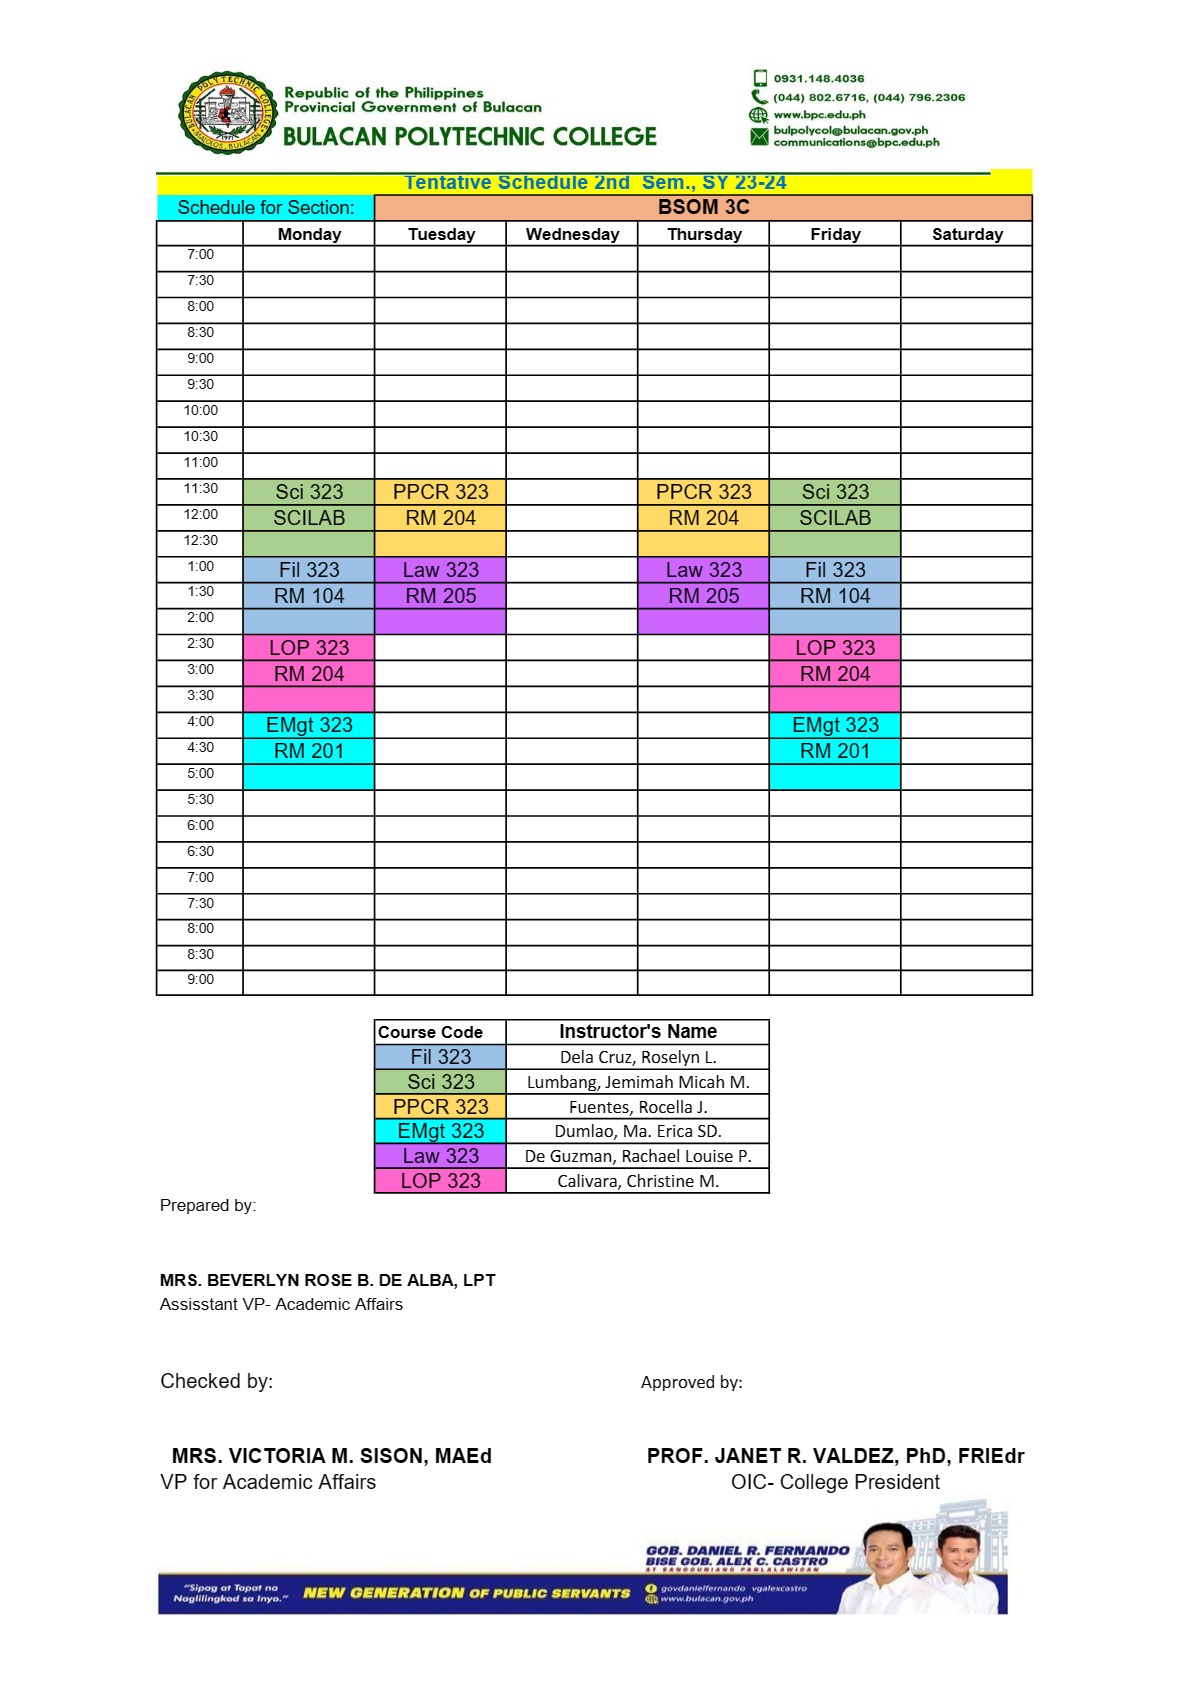 BULACAN POLYTECHNIC COLLEGE
MALOLOS, BULACAN
1971
Republic of the Philippines
Provincial Government of Bulacan
BULACAN POLYTECHNIC COLLEGE
0931.148.4036
(044) 802.6716, (044) 796.2306
www.bpc.edu.ph
bulpolycol@bulacan.gov.ph
communications@bpc.edu.ph
Tentative Schedule 2nd Sem., SY 23-24
Schedule for Section: BSOM 3C
Monday Tuesday Wednesday Thursday Friday Saturday
7:00
7:30
8:00
8:30
9:00
9:30
10:00
10:30
11:00
11:30 Sci 323 PPCR 323 PPCR 323 Sci 323
12:00 SCILAB RM 204 RM 204 SCILAB
12:30
1:00 Fil 323 Law 323 Law 323 Fil 323
1:30 RM 104 RM 205 RM 205 RM 104
2:00
2:30 LOP 323 LOP 323
3:00 RM 204 RM 204
3:30
4:00 EMgt 323 EMgt 323
4:30 RM 201 RM 201
5:00
5:30
6:00
6:30
7:00
7:30
8:00
8:30
9:00
Course Code Instructor's Name
Fil 323 Dela Cruz, Roselyn L.
Sci 323 Lumbang, Jemimah Micah M.
PPCR 323 Fuentes, Rocella J.
EMgt 323 Dumlao, Ma. Erica SD.
Law 323 De Guzman, Rachael Louise P.
LOP 323 Calivara, Christine M.
Prepared by:
MRS. BEVERLYN ROSE B. DE ALBA, LPT
Assisstant VP- Academic Affairs
Checked by: Approved by:
MRS. VICTORIA M. SISON, MAEd PROF. JANET R. VALDEZ, PhD, FRIEdr
VP for Academic Affairs OIC- College President
GOB. DANIEL R. FERNANDO
BISE GOB. ALEX C. CASTRO
AT SANGGUNIANG PANLALAWIGAN
"Sipag at Tapat na
Naglilingkod sa Inyo."
NEW GENERATION OF PUBLIC SERVANTS
govdanielfernando vgalexcastro
www.bulacan.gov.ph